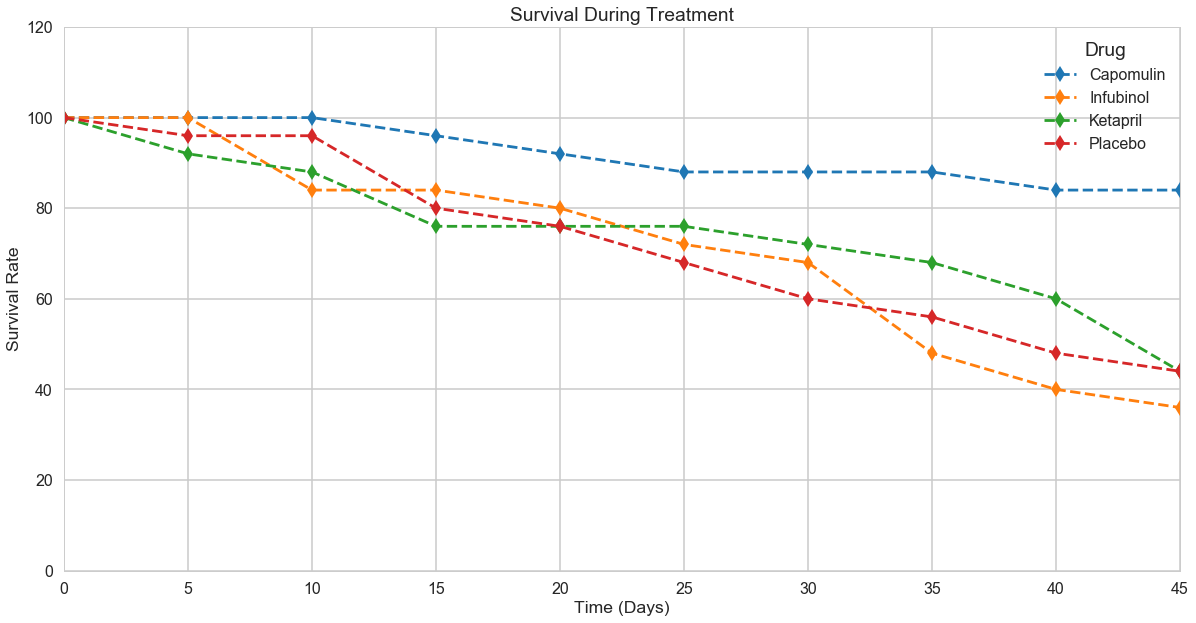 Survival During Treatment
120
100
80
60
40
20
0
Survival Rate
Drug
Capomulin
Infubinol
Ketapril
Placebo
0 5 10 15 20 25 30 35 40 45
Time (Days)